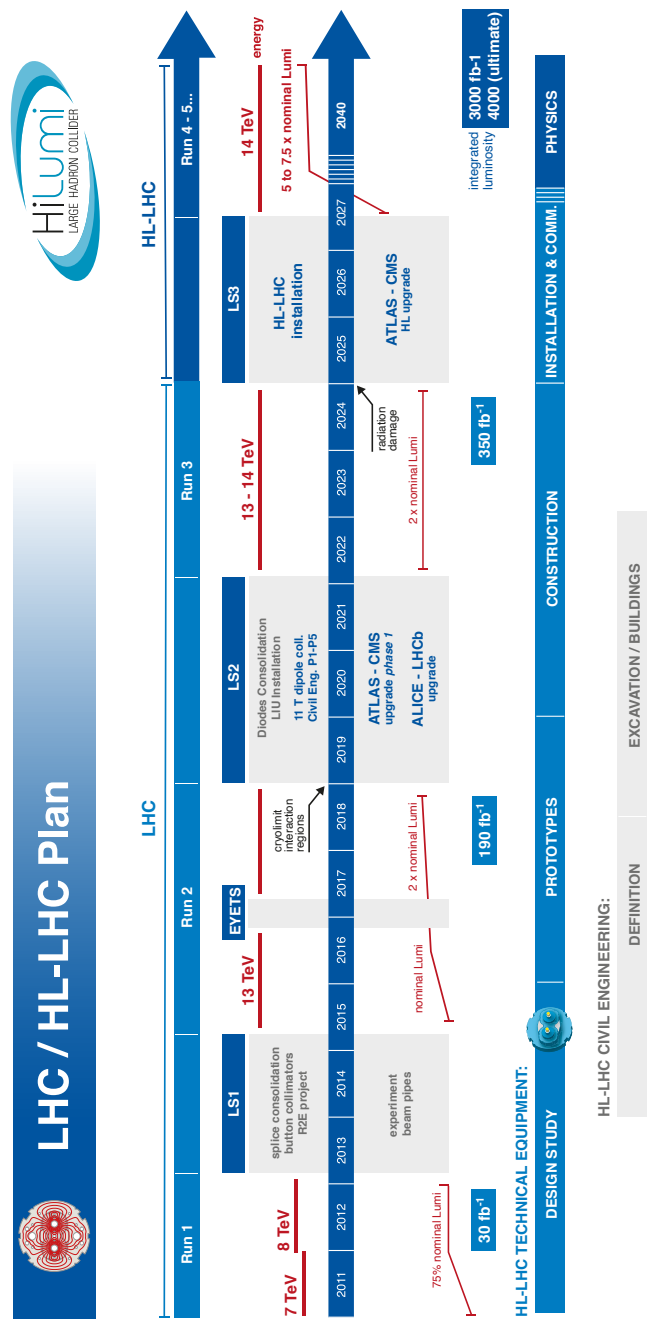 LHC / HL-LHC Plan
HiLumi
LARGE HADRON COLLIDER
LHC
HL-LHC
Run 1
Run 2
Run 3
Run 4 - 5...
LS1
EYETS
LS2
LS3
energy
7 TeV
8 TeV
13 TeV
13 - 14 TeV
14 TeV
splice consolidation
button collimators
R2E project
cryolimit
interaction
regions
Diodes Consolidation
LIU Installation
11 T dipole coll.
Civil Eng. P1-P5
HL-LHC
installation
5 to 7.5 x nominal Lumi
2011
2012
2013
2014
2015
2016
2017
2018
2019
2020
2021
2022
2023
2024
2025
2026
2027
2040
75% nominal Lumi
experiment
beam pipes
nominal Lumi
2 x nominal Lumi
ATLAS - CMS
upgrade phase 1
ALICE - LHCb
upgrade
radiation
damage
2 x nominal Lumi
ATLAS - CMS
HL upgrade
30 fb-1
190 fb-1
350 fb-1
integrated
luminosity
3000 fb-1
4000 (ultimate)
HL-LHC TECHNICAL EQUIPMENT:
DESIGN STUDY
PROTOTYPES
CONSTRUCTION
INSTALLATION & COMM.
PHYSICS
HL-LHC CIVIL ENGINEERING:
DEFINITION
EXCAVATION / BUILDINGS